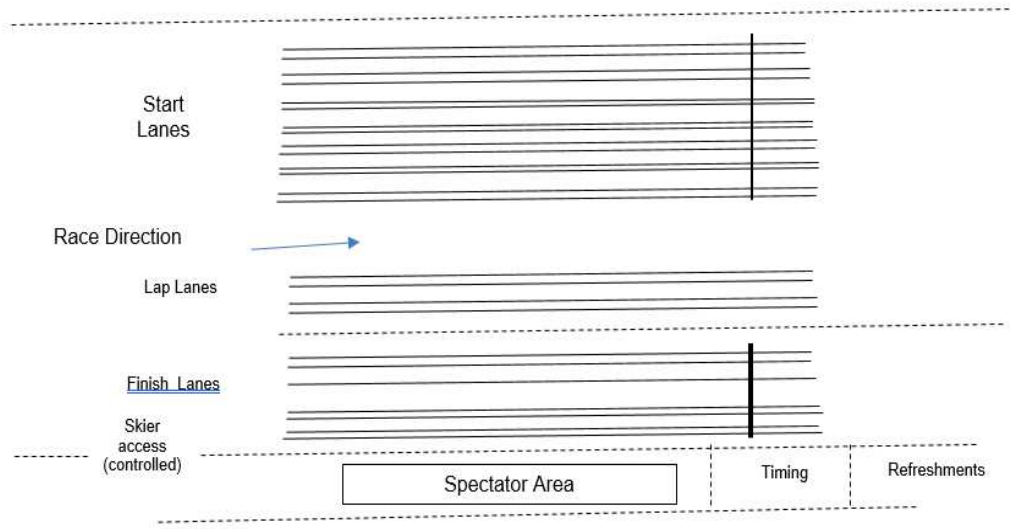 Start
Lanes
Race Direction
Lap Lanes
Finish Lanes
Skier
access
(controlled)
Spectator Area
Timing
Refreshments